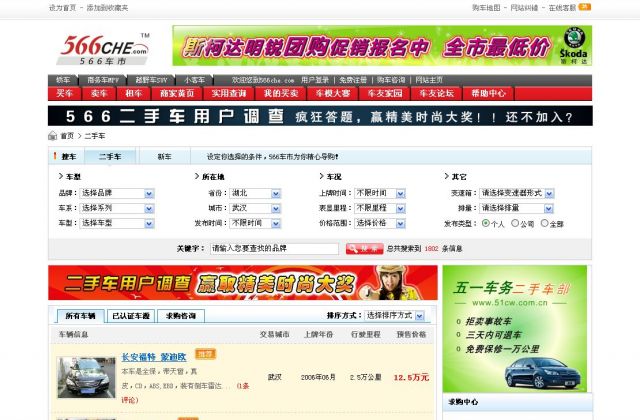 设为首页 - 添加到收藏夹
购车地图 - 网站纠错 - 在线客服
566CHE.com TM
566车市
斯柯达明锐团购促销报名中 全市最低价
Skoda
斯柯达
轿车 商务车MPV 越野车SUV 小客车 欢迎您到566che.com 用户登录 | 免费注册 | 购车咨询 | 网站主页
买车 卖车 租车 商家黄页 实用查询 我的买卖 车模大赛 车友家园 车友论坛 帮助中心
566二手车用户调查 疯狂答题，赢精美时尚大奖！！还不加入？
首页 > 二手车
搜车 二手车 新车 设定你选择的条件，566车市为你精心导购!
车型 所在地 车况 其它
品牌： 选择品牌 省份： 湖北 上牌时间： 不限时间 变速箱： 请选择变速器形式
车系： 选择系列 城市： 武汉 表显里程： 不限里程 排量： 请选择排量
车型： 选择车型 发布时间： 不限时间 价格范围： 选择价格 发布类型： 个人 公司 全部
关键字： 请输入您要查找的品牌 搜索 总共搜索到 1802 条信息
二手车用户调查 赢取精美时尚大奖
五一车务二手车部
www.51cw.com.cn
拒卖事故车
三天内可退车
免费保修一万公里
所有车辆 已认证车源 求购咨询 排序方式： 选择排序方式
车辆信息 交易城市 上牌年份 行驶里程 预售价格
长安福特 蒙迪欧 推荐
本车是全保，带天窗，真
皮，CD，ABS，EBD，装有倒车雷达... (1条
评论)
武汉 2006年06月 2.5万公里 12.5万元
求购中心